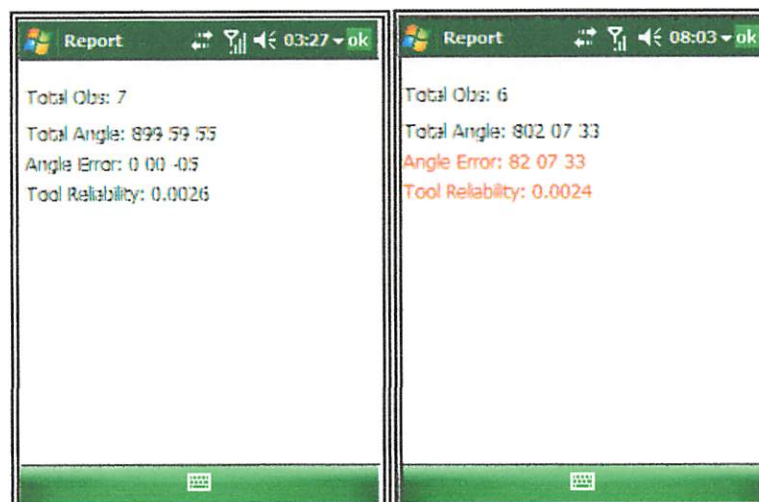 Report 03:27 ok
Total Obs: 7
Total Angle: 899 59 55
Angle Error: 0 00 -05
Tool Reliability: 0.0026
Report 08:03 ok
Total Obs: 6
Total Angle: 802 07 33
Angle Error: 82 07 33
Tool Reliability: 0.0024